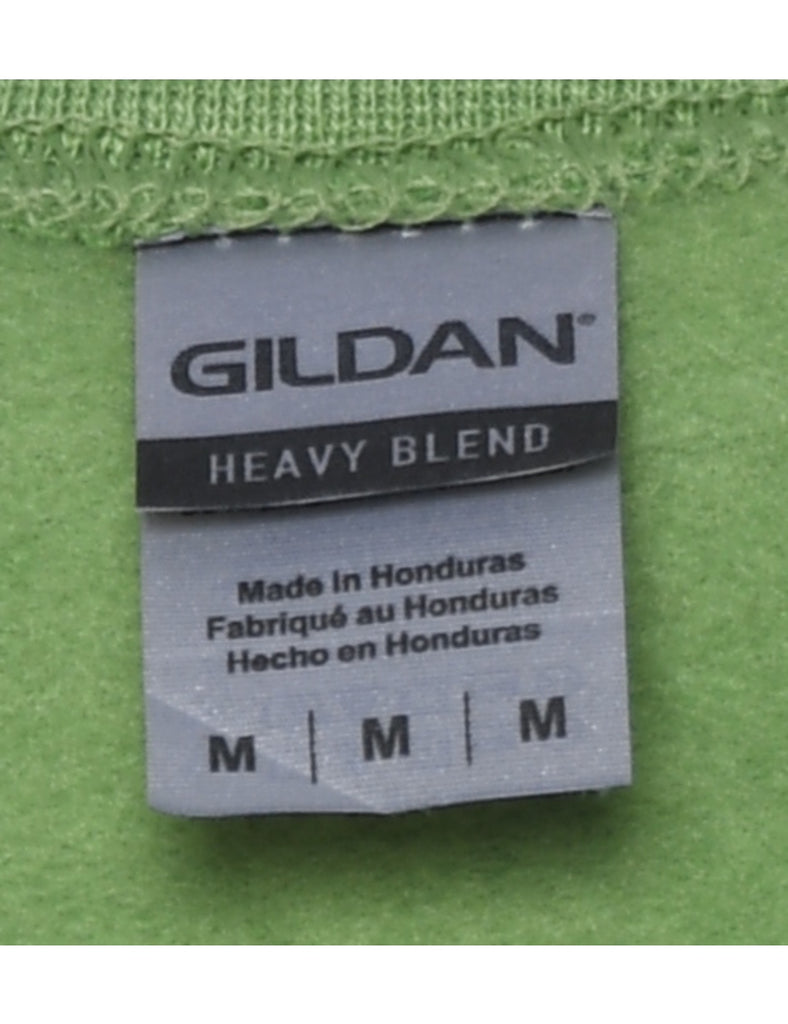 GILDAN®
HEAVY BLEND
Made in Honduras
Fabriqué au Honduras
Hecho en Honduras
M | M | M